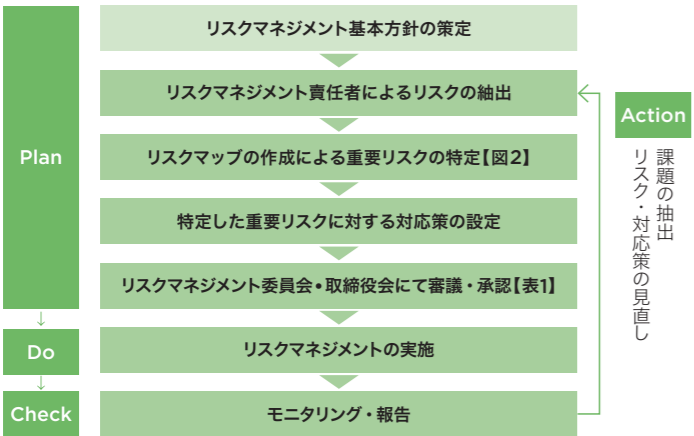 Plan
リスクマネジメント基本方針の策定
リスクマネジメント責任者によるリスクの紬出
リスクマップの作成による重要リスクの特定【図2】
特定した重要リスクに対する対応策の設定
リスクマネジメント委員会・取締役会にて審議・承認【表1】
Do
リスクマネジメントの実施
Check
モニタリング・報告
Action
課題の抽出
リスク・対応策の見直し